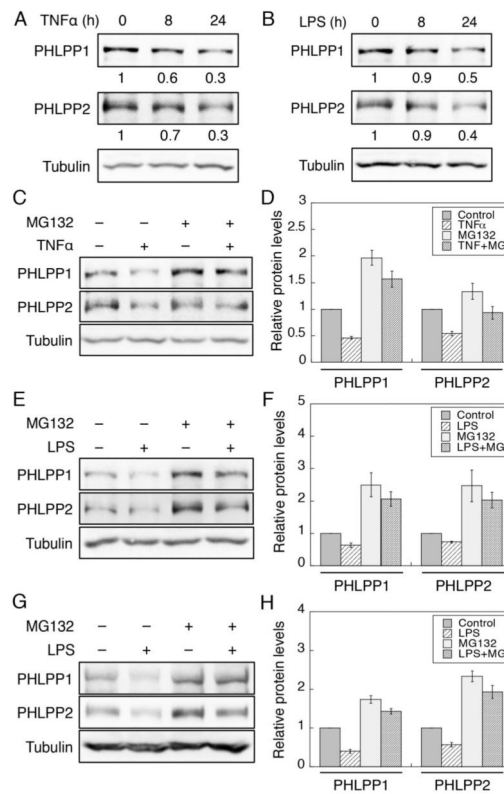 A TNFα (h) 0 8 24
PHLPP1
1 0.6 0.3
PHLPP2
1 0.7 0.3
Tubulin
B LPS (h) 0 8 24
PHLPP1
1 0.9 0.5
PHLPP2
1 0.9 0.4
Tubulin
C
MG132 – – + +
TNFα – + – +
PHLPP1
PHLPP2
Tubulin
D
Relative protein levels
3
2.5
2
1.5
1
0.5
0
Control
TNFα
MG132
TNF+MG
PHLPP1 PHLPP2
E
MG132 – – + +
LPS – + – +
PHLPP1
PHLPP2
Tubulin
F
Relative protein levels
5
4
3
2
1
0
Control
LPS
MG132
LPS+MG
PHLPP1 PHLPP2
G
MG132 – – + +
LPS – + – +
PHLPP1
PHLPP2
Tubulin
H
Relative protein levels
4
3
2
1
0
Control
LPS
MG132
LPS+MG
PHLPP1 PHLPP2